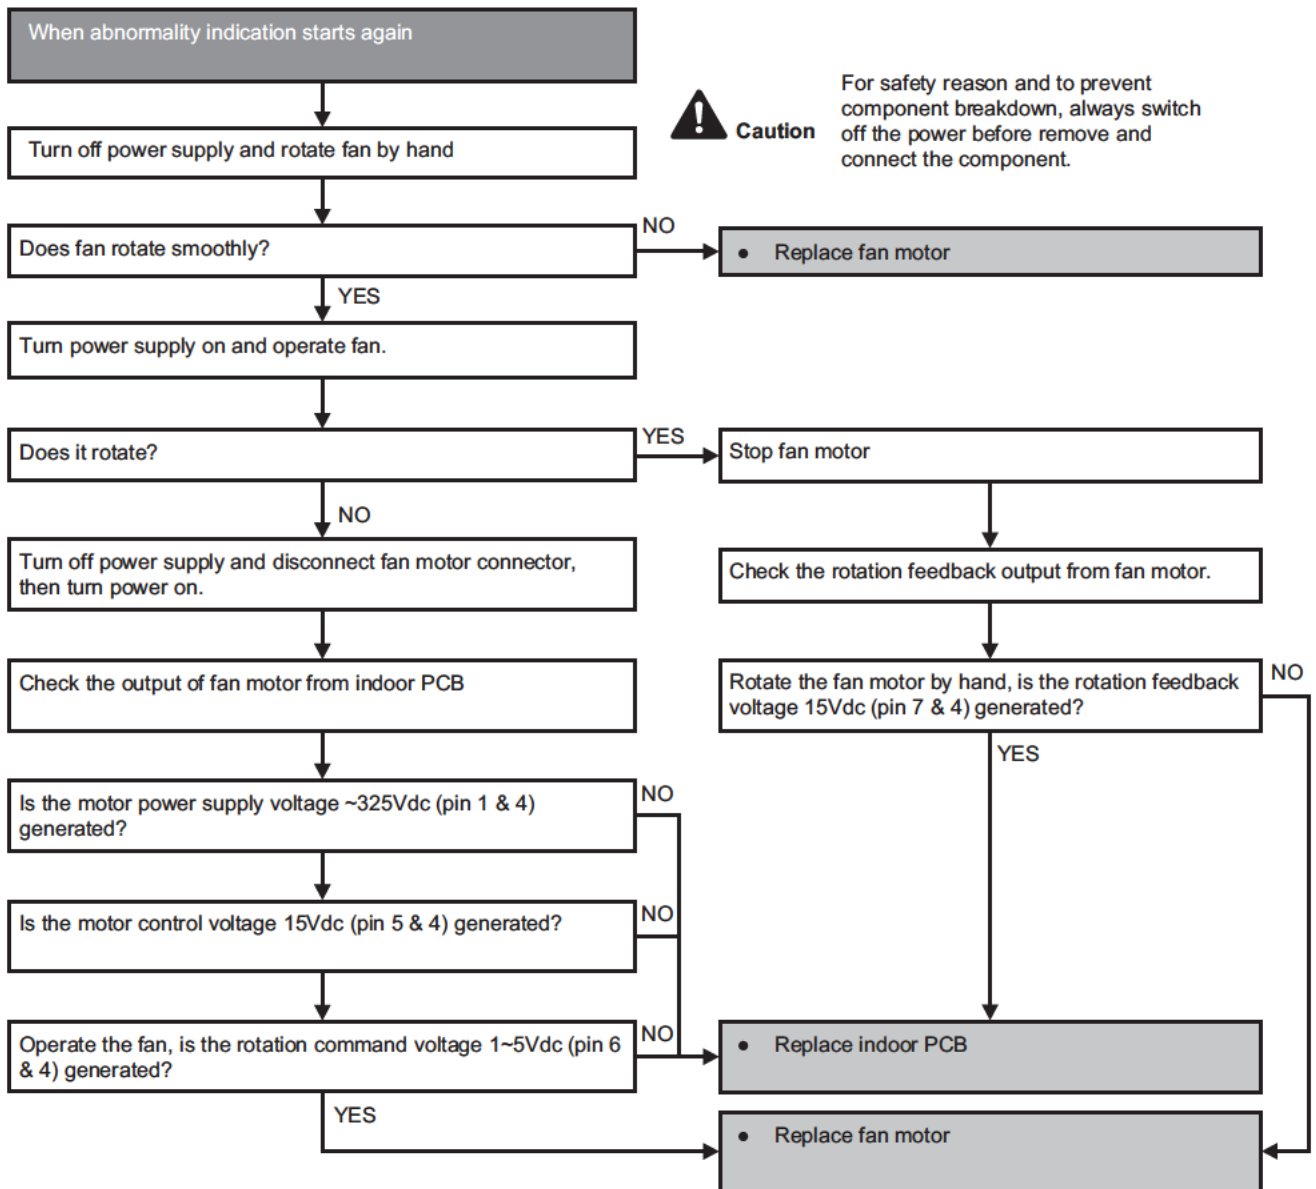 When abnormality indication starts again
For safety reason and to prevent
component breakdown, always switch
off the power before remove and
connect the component.
Caution
Turn off power supply and rotate fan by hand
Does fan rotate smoothly?
NO
● Replace fan motor
YES
Turn power supply on and operate fan.
Does it rotate?
YES
Stop fan motor
NO
Turn off power supply and disconnect fan motor connector,
then turn power on.
Check the rotation feedback output from fan motor.
Check the output of fan motor from indoor PCB
Rotate the fan motor by hand, is the rotation feedback
voltage 15Vdc (pin 7 & 4) generated?
NO
YES
Is the motor power supply voltage ~325Vdc (pin 1 & 4)
generated?
NO
Is the motor control voltage 15Vdc (pin 5 & 4) generated?
NO
Operate the fan, is the rotation command voltage 1~5Vdc (pin 6
& 4) generated?
NO
● Replace indoor PCB
YES
● Replace fan motor